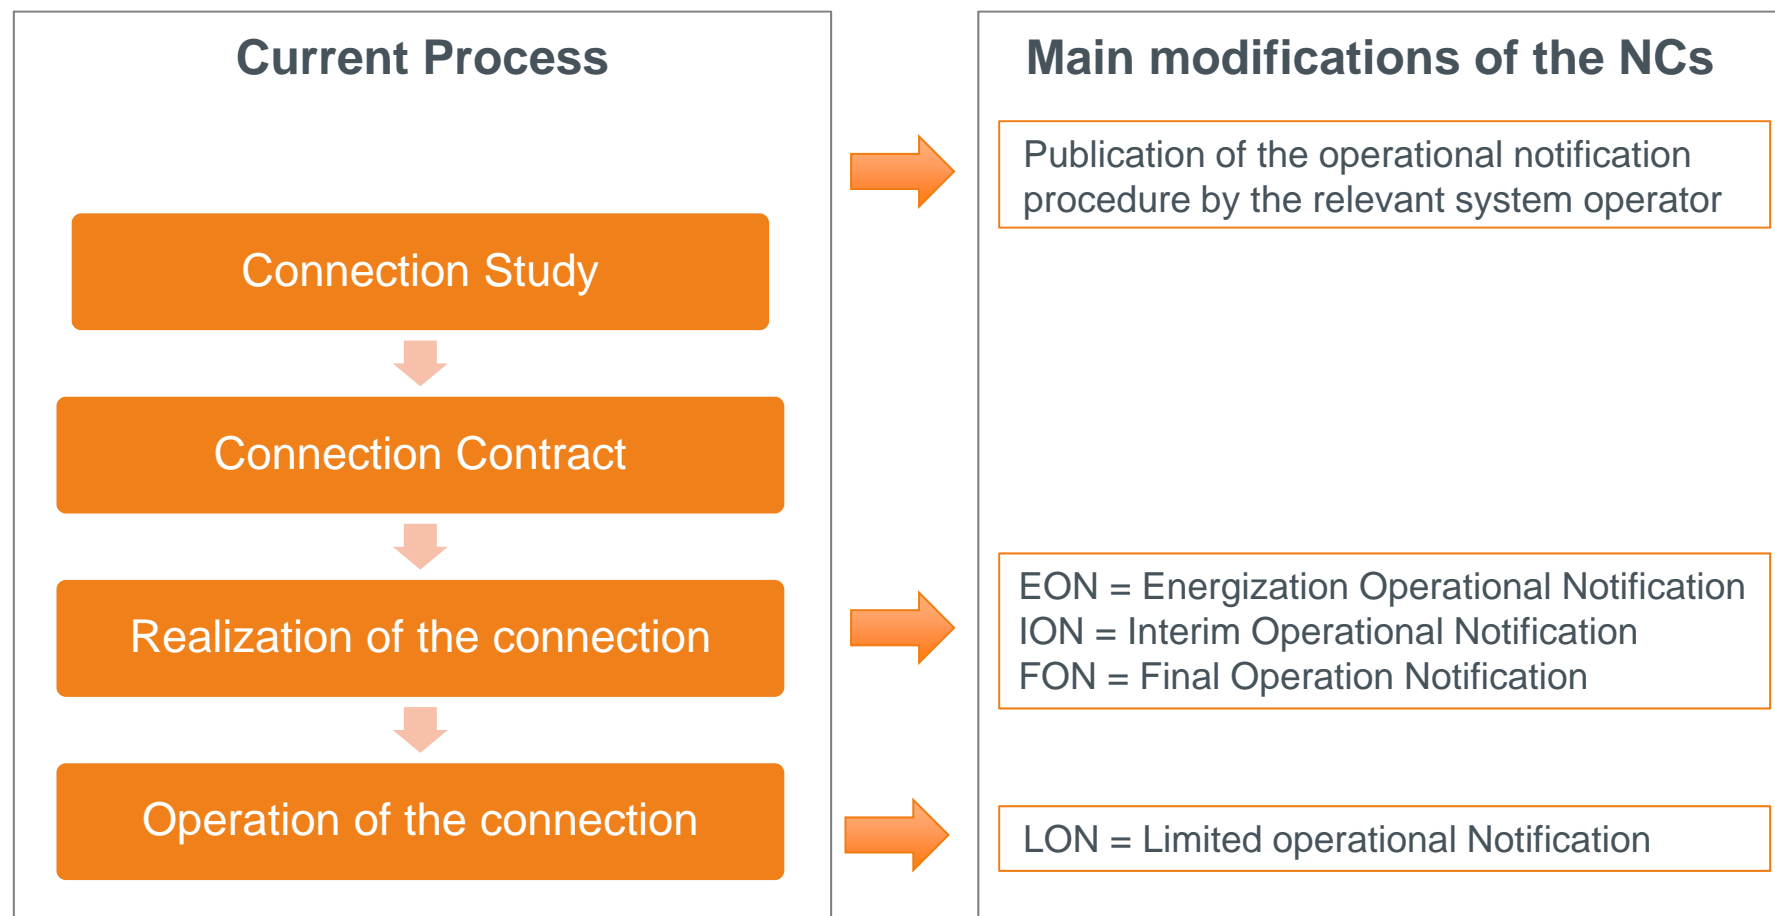 Current Process
Connection Study
Connection Contract
Realization of the connection
Operation of the connection
Main modifications of the NCs
Publication of the operational notification
procedure by the relevant system operator
EON = Energization Operational Notification
ION = Interim Operational Notification
FON = Final Operation Notification
LON = Limited operational Notification